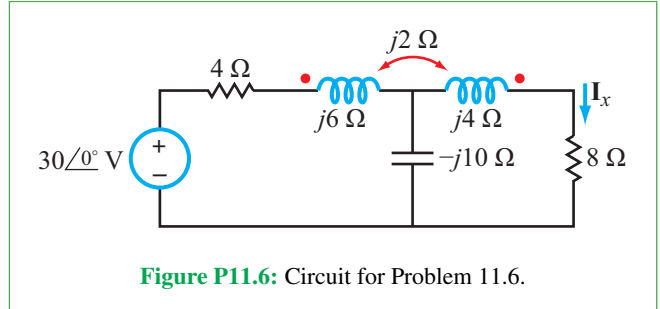 j2 Ω
4 Ω
I_x
j6 Ω
j4 Ω
30∠0° V
+
−
−j10 Ω
8 Ω
Figure P11.6: Circuit for Problem 11.6.